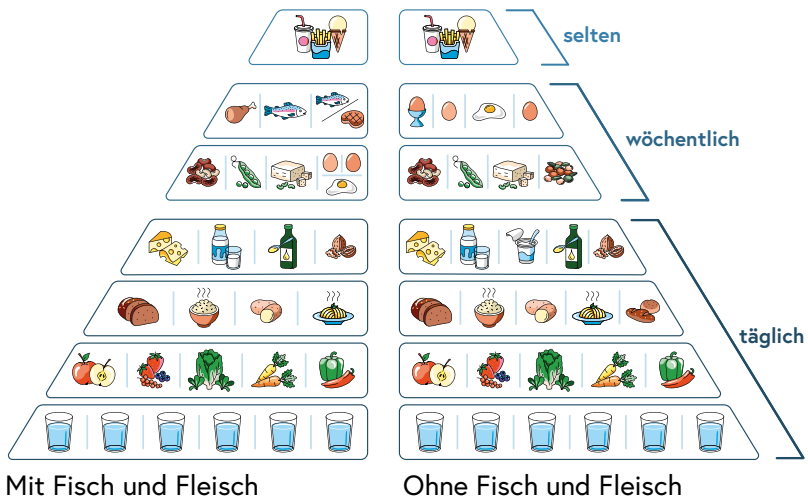 selten
wöchentlich
täglich
Mit Fisch und Fleisch
Ohne Fisch und Fleisch